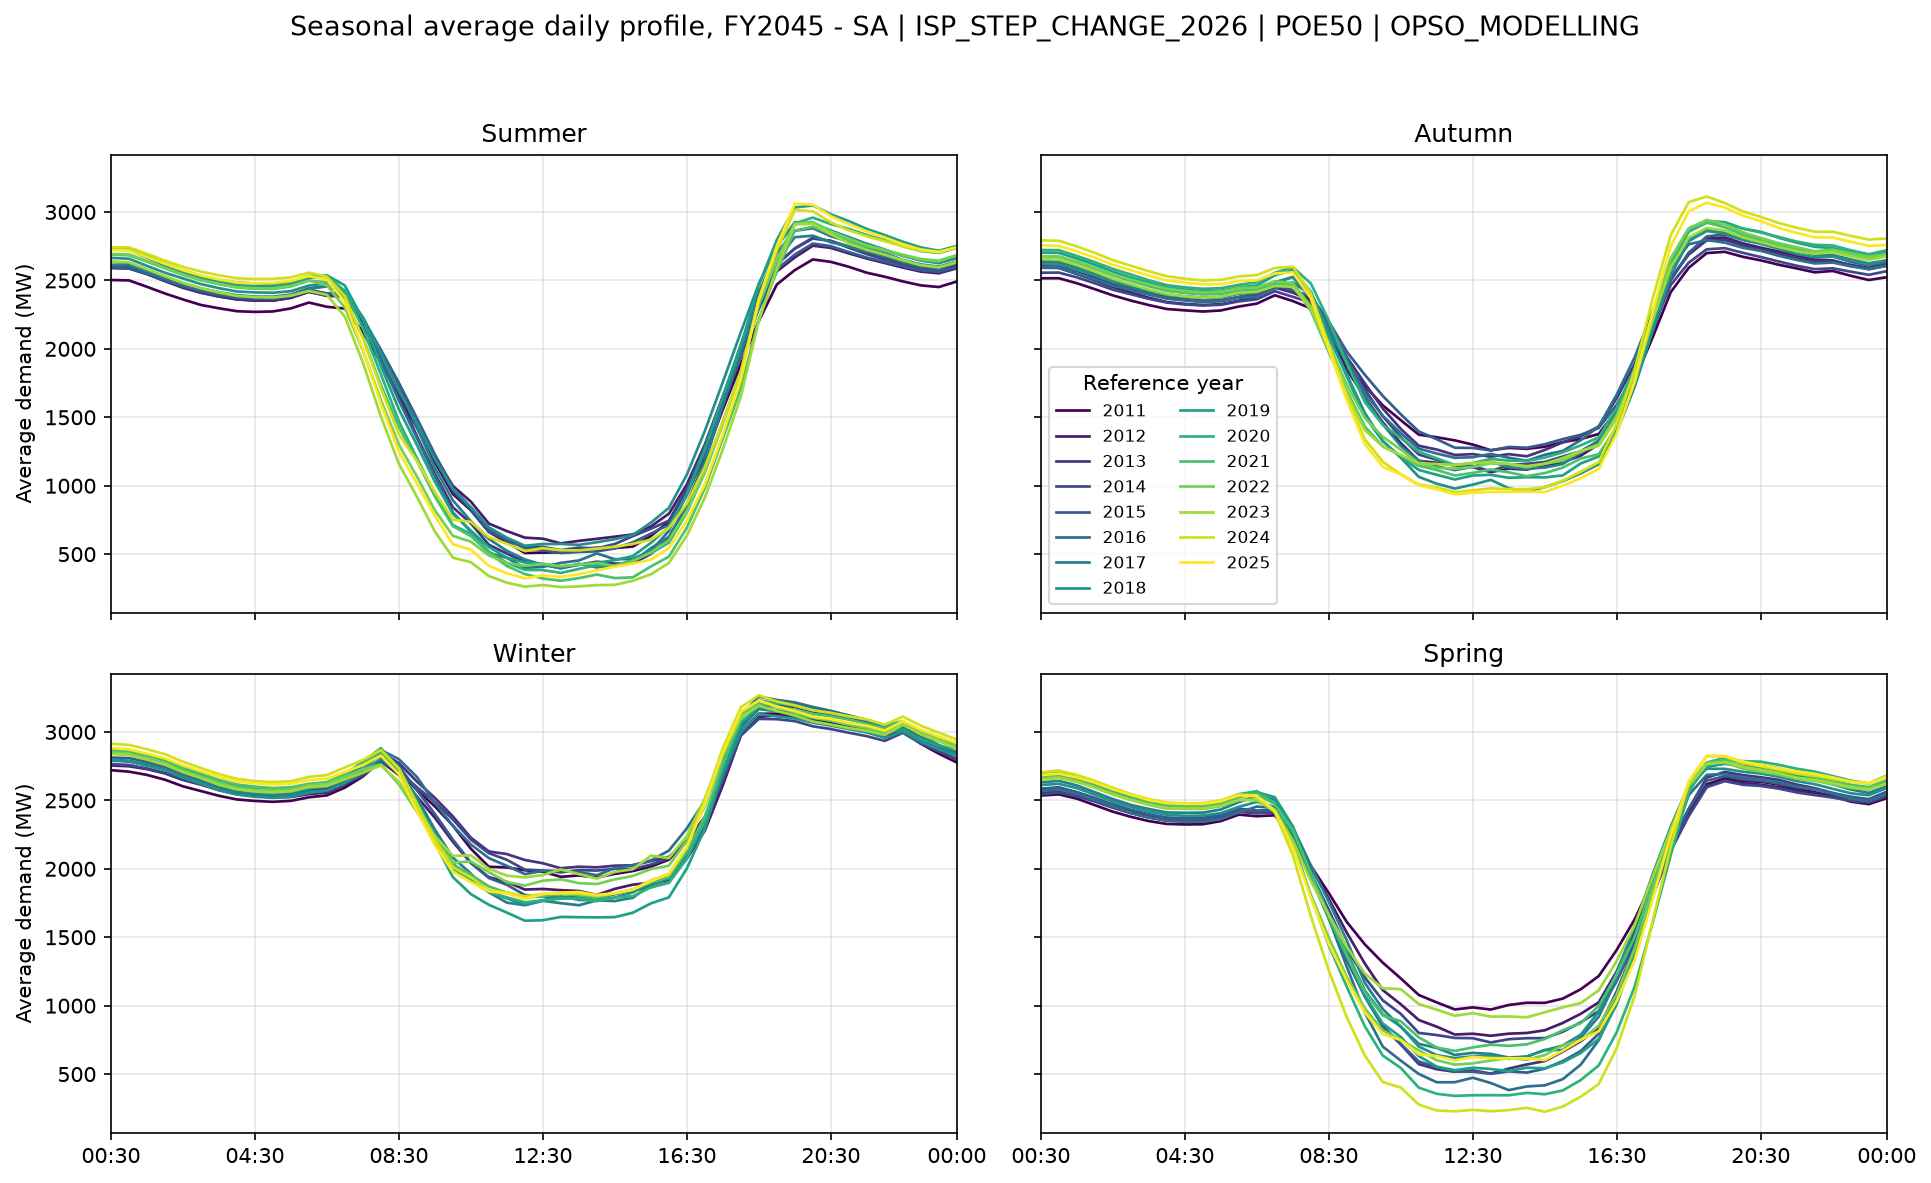 Seasonal average daily profile, FY2045 - SA | ISP_STEP_CHANGE_2026 | POE50 | OPSO_MODELLING
Summer
Average demand (MW)
3000
2500
2000
1500
1000
500
Autumn
Reference year
2011
2012
2013
2014
2015
2016
2017
2018
2019
2020
2021
2022
2023
2024
2025
Winter
Average demand (MW)
3000
2500
2000
1500
1000
500
00:30 04:30 08:30 12:30 16:30 20:30 00:00
Spring
00:30 04:30 08:30 12:30 16:30 20:30 00:00